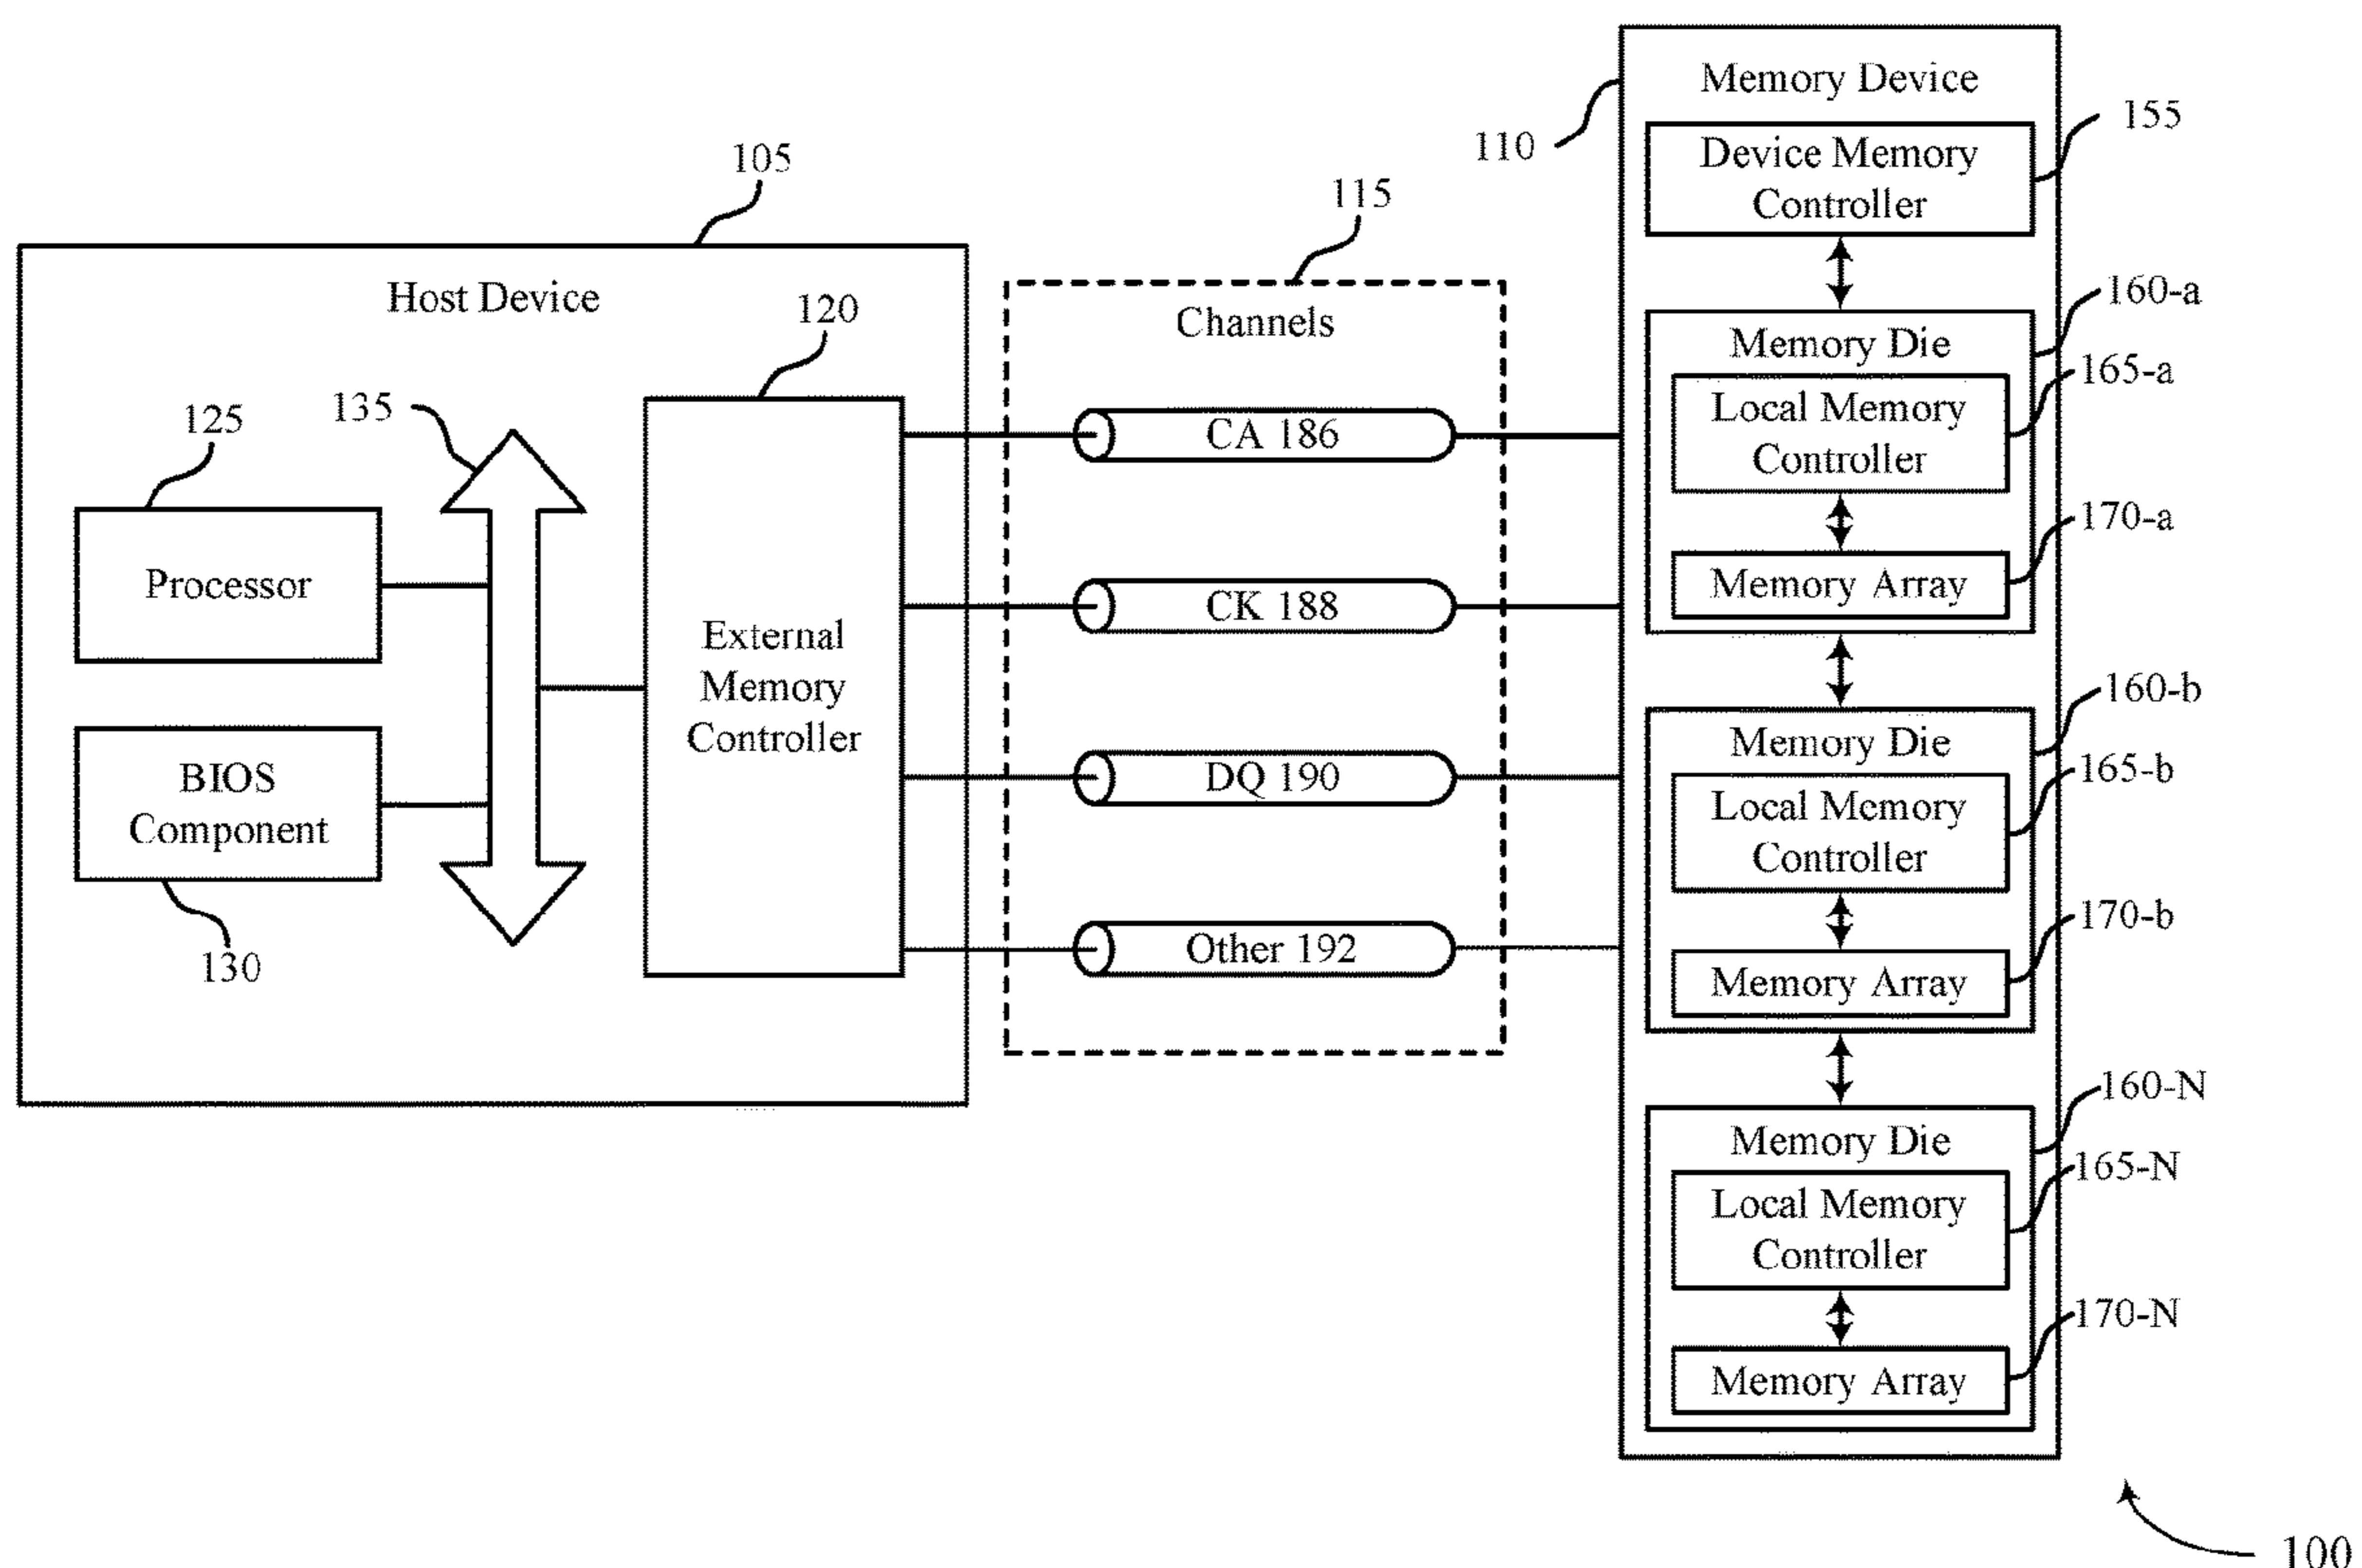 105
Host Device
120
135
125
Processor
BIOS
Component
130
External
Memory
Controller
115
Channels
CA 186
CK 188
DQ 190
Other 192
110
Memory Device
155
Device Memory
Controller
160-a
Memory Die
165-a
Local Memory
Controller
170-a
Memory Array
160-b
Memory Die
165-b
Local Memory
Controller
170-b
Memory Array
160-N
Memory Die
165-N
Local Memory
Controller
170-N
Memory Array
100